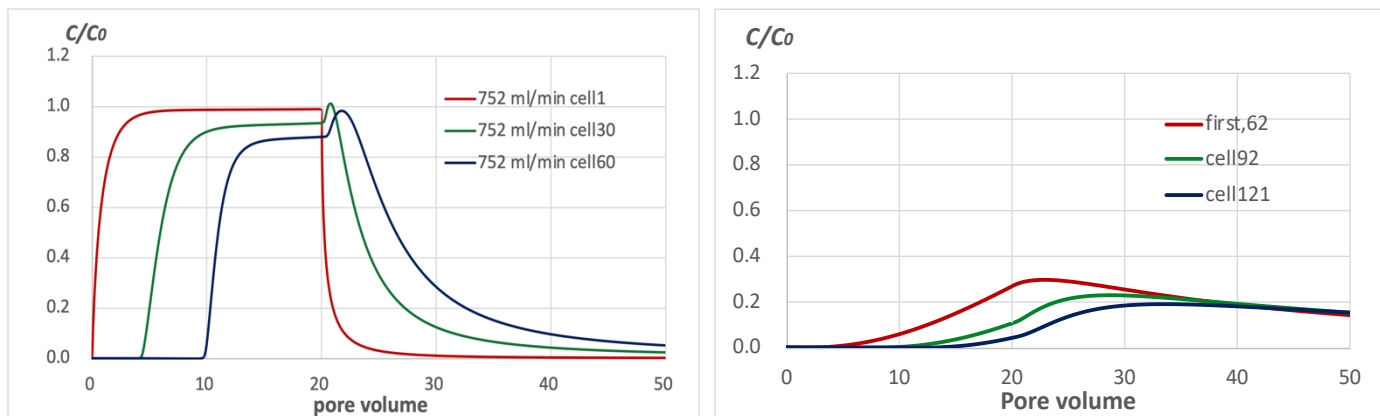 C/C0
1.2
1.0
0.8
0.6
0.4
0.2
0.0
752 ml/min cell1
752 ml/min cell30
752 ml/min cell60
0 10 20 30 40 50
pore volume
C/C0
1.2
1.0
0.8
0.6
0.4
0.2
0.0
first,62
cell92
cell121
0 10 20 30 40 50
Pore volume